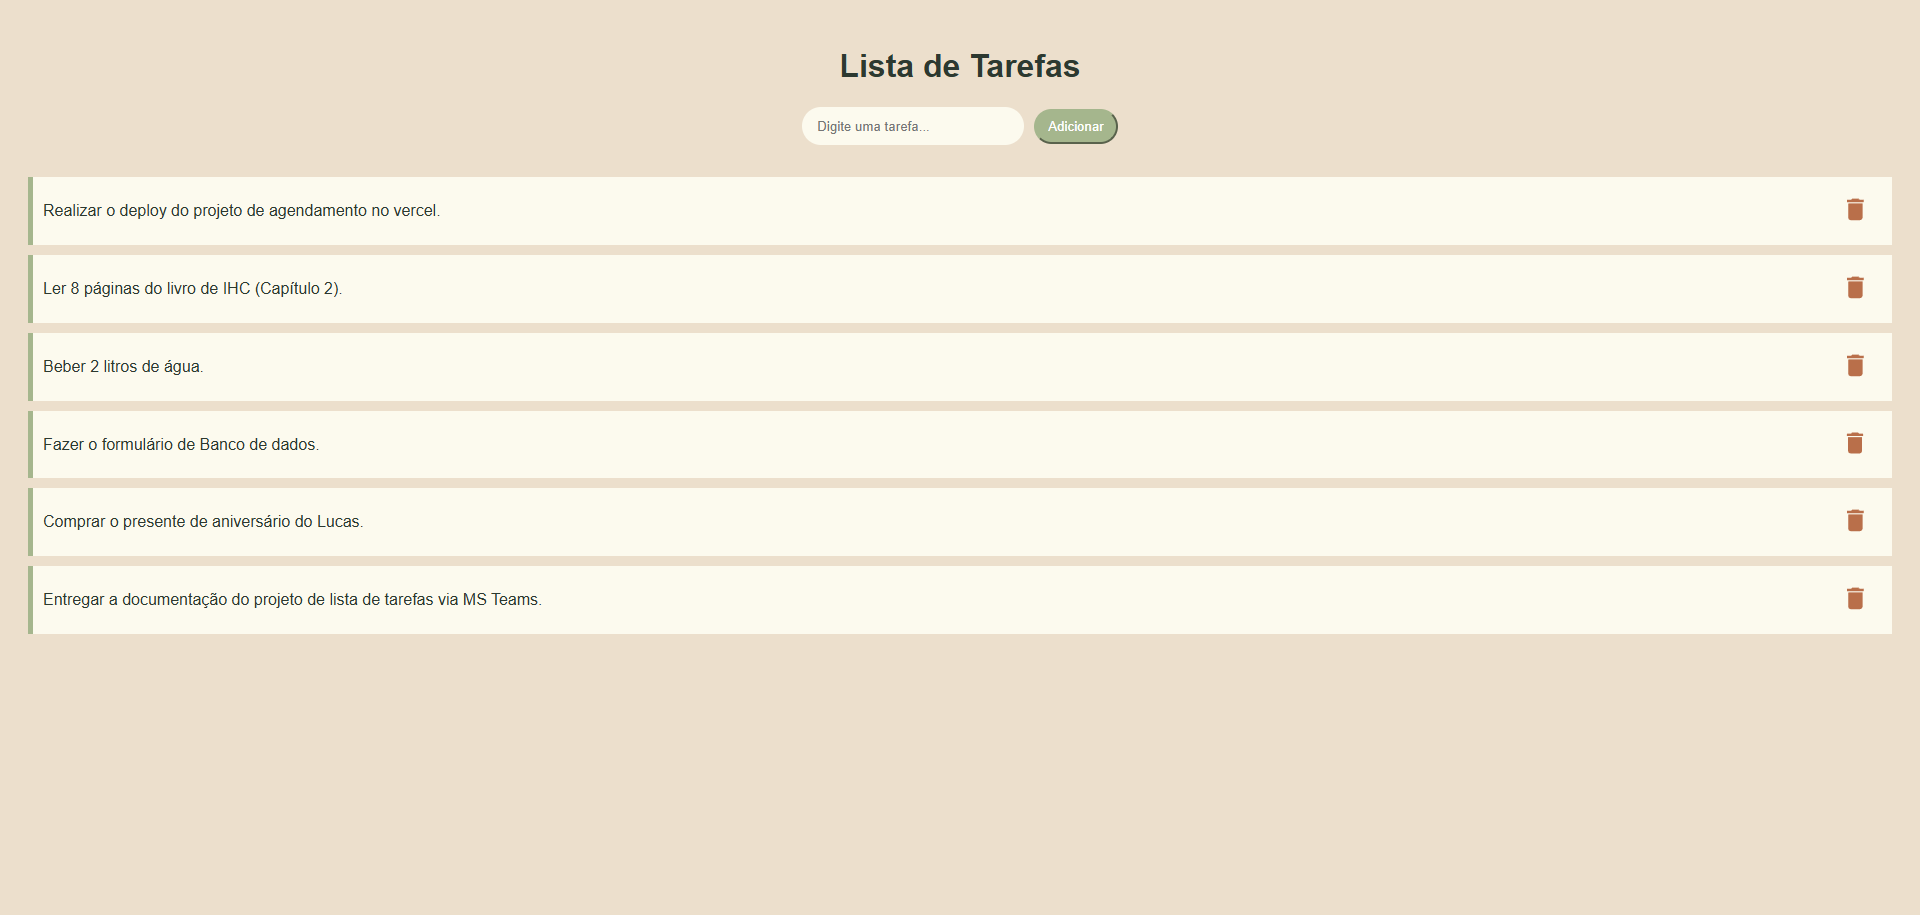 Lista de Tarefas
Digite uma tarefa...
Adicionar
Realizar o deploy do projeto de agendamento no vercel.
Ler 8 páginas do livro de IHC (Capítulo 2).
Beber 2 litros de água.
Fazer o formulário de Banco de dados.
Comprar o presente de aniversário do Lucas.
Entregar a documentação do projeto de lista de tarefas via MS Teams.